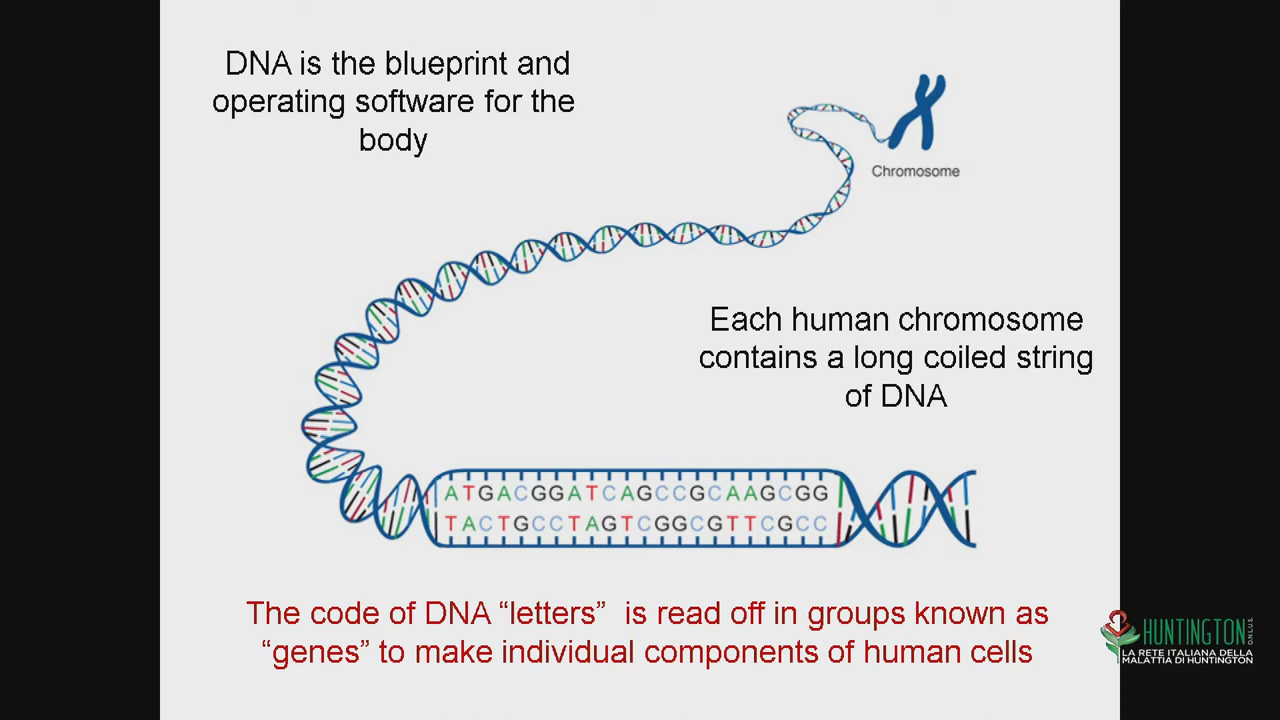 DNA is the blueprint and
operating software for the
body
Chromosome
Each human chromosome
contains a long coiled string
of DNA
ATGACGGATCAGCCGCAAGCGG
TACTGCCTAGTCGGCGTTCGCC
The code of DNA “letters”  is read off in groups known as
“genes” to make individual components of human cells
HUNTINGTON O.N.L.U.S.
LA RETE ITALIANA DELLA
MALATTIA DI HUNTINGTON